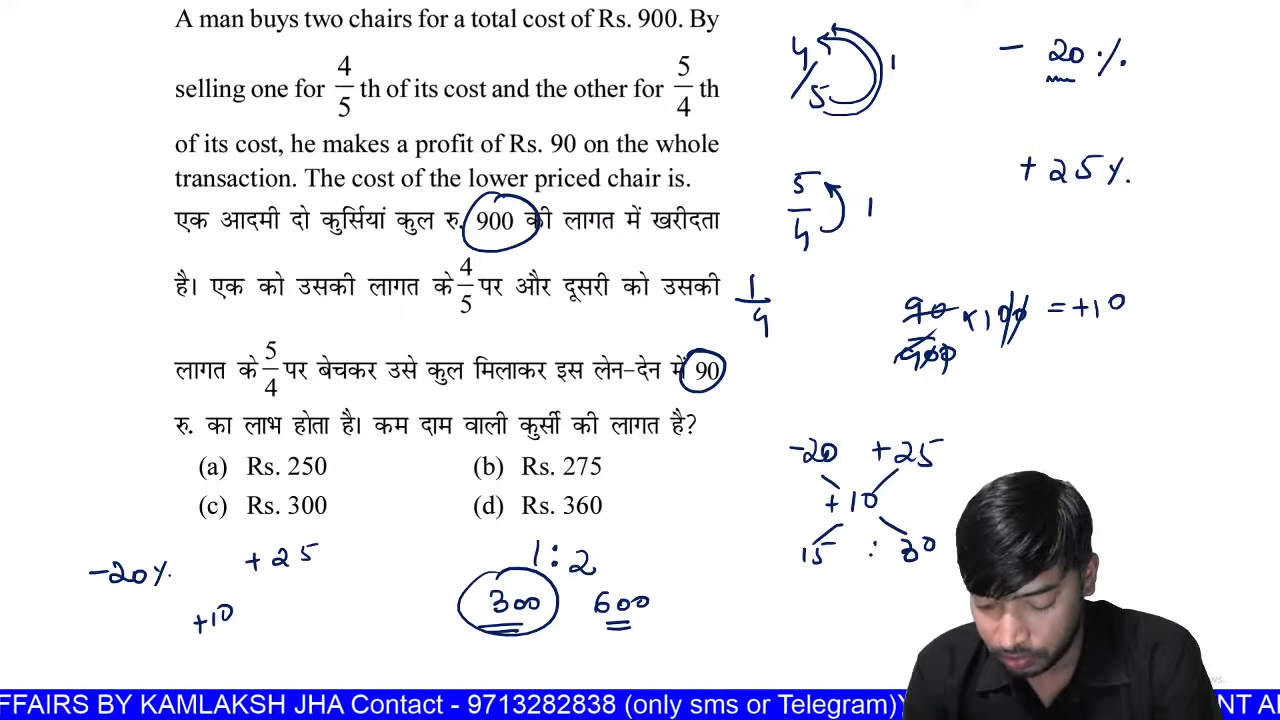 A man buys two chairs for a total cost of Rs. 900. By
selling one for 4/5 th of its cost and the other for 5/4 th
of its cost, he makes a profit of Rs. 90 on the whole
transaction. The cost of the lower priced chair is.
एक आदमी दो कुर्सियां कुल रु. 900 की लागत में खरीदता
है। एक को उसकी लागत के 4/5 पर और दूसरी को उसकी
लागत के 5/4 पर बेचकर उसे कुल मिलाकर इस लेन-देन में 90
रु. का लाभ होता है। कम दाम वाली कुर्सी की लागत है?
(a) Rs. 250 (b) Rs. 275
(c) Rs. 300 (d) Rs. 360
-20% +25
+10
1 : 2
300 600
4/5 1 - 20 %
5/4 1 + 25 %
1/4
90/900 × 100 = +10
-20 +25
+10
15 : 30
FFAIRS BY KAMLAKSH JHA Contact - 9713282838 (only sms or Telegram)